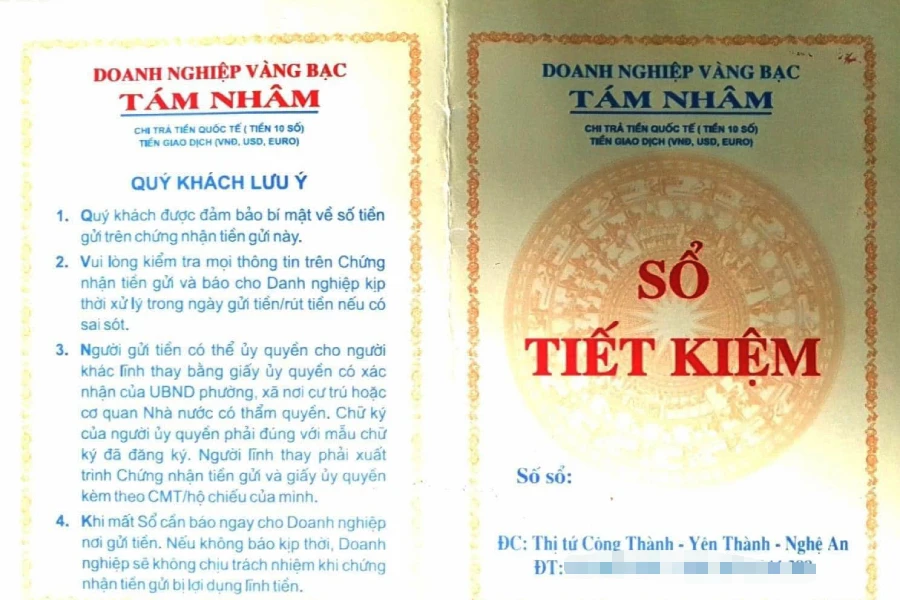 DOANH NGHIỆP VÀNG BẠC
TÁM NHÂM
CHI TRẢ TIỀN QUỐC TẾ ( TIỀN 10 SỐ)
TIỀN GIAO DỊCH (VNĐ, USD, EURO)
QUÝ KHÁCH LƯU Ý
1. Quý khách được đảm bảo bí mật về số tiền
gửi trên chứng nhận tiền gửi này.
2. Vui lòng kiểm tra mọi thông tin trên Chứng
nhận tiền gửi và báo cho Danh nghiệp kịp
thời xử lý trong ngày gửi tiền/rút tiền nếu có
sai sót.
3. Người gửi tiền có thể ủy quyền cho người
khác lĩnh thay bằng giấy ủy quyền có xác
nhận của UBND phường, xã nơi cư trú hoặc
cơ quan Nhà nước có thẩm quyền. Chữ ký
của người ủy quyền phải đúng với mẫu chữ
ký đã đăng ký. Người lĩnh thay phải xuất
trình Chứng nhận tiền gửi và giấy ủy quyền
kèm theo CMT/hộ chiếu của minh.
4. Khi mất Sổ cần báo ngay cho Doanh nghiệp
nơi gửi tiền. Nếu không báo kịp thời, Doanh
nghiệp sẽ không chịu trách nhiệm khi chứng
nhận tiền gửi bị lợi dụng lĩnh tiền.
DOANH NGHIỆP VÀNG BẠC
TÁM NHÂM
CHI TRẢ TIỀN QUỐC TẾ ( TIỀN 10 SỐ)
TIỀN GIAO DỊCH (VNĐ, USD, EURO)
SỔ
TIẾT KIỆM
Số sổ:
ĐC: Thị tứ Công Thành - Yên Thành - Nghệ An
ĐT: